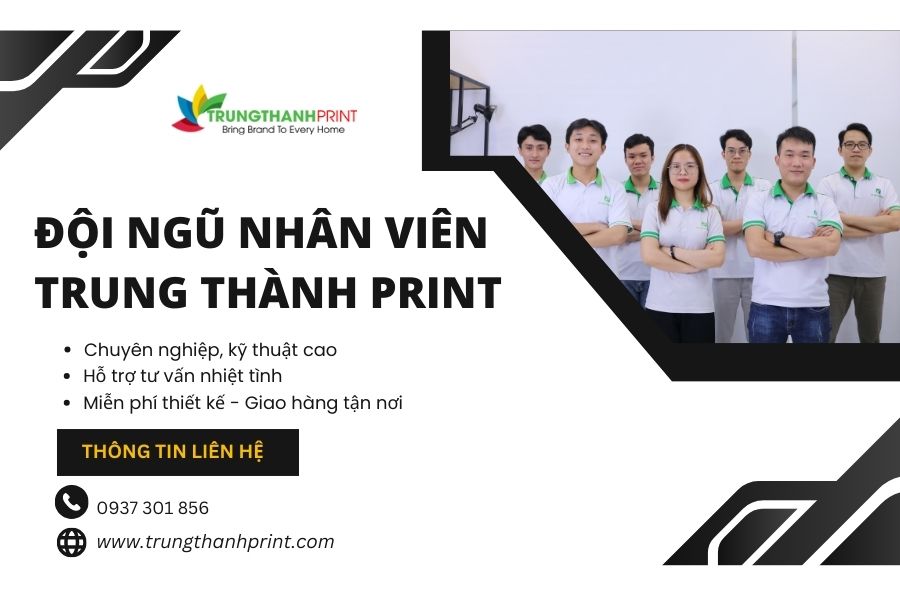 TRUNGTHANHPRINT
Bring Brand To Every Home
ĐỘI NGŨ NHÂN VIÊN
TRUNG THÀNH PRINT
• Chuyên nghiệp, kỹ thuật cao
• Hỗ trợ tư vấn nhiệt tình
• Miễn phí thiết kế - Giao hàng tận nơi
THÔNG TIN LIÊN HỆ
0937 301 856
www.trungthanhprint.com